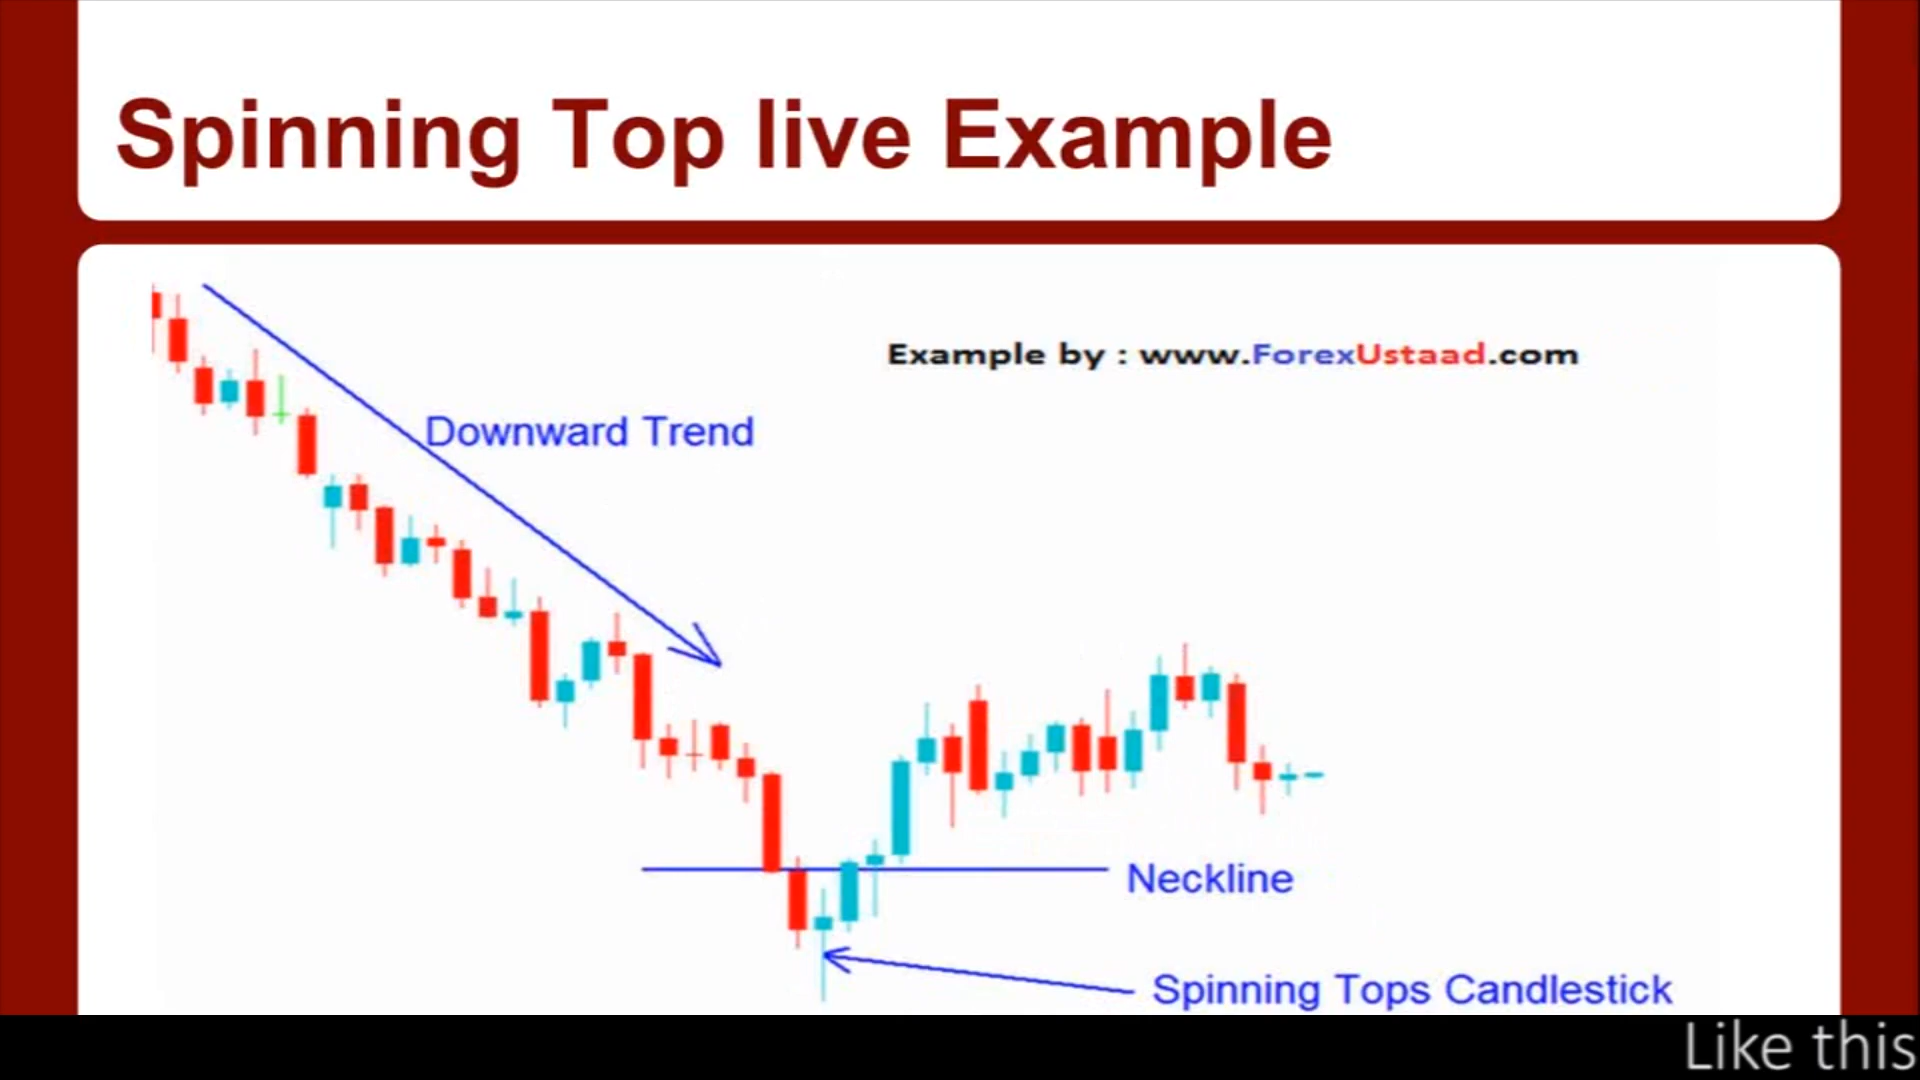 Spinning Top live Example
Example by : www.ForexUstaad.com
Downward Trend
Neckline
Spinning Tops Candlestick
Like this